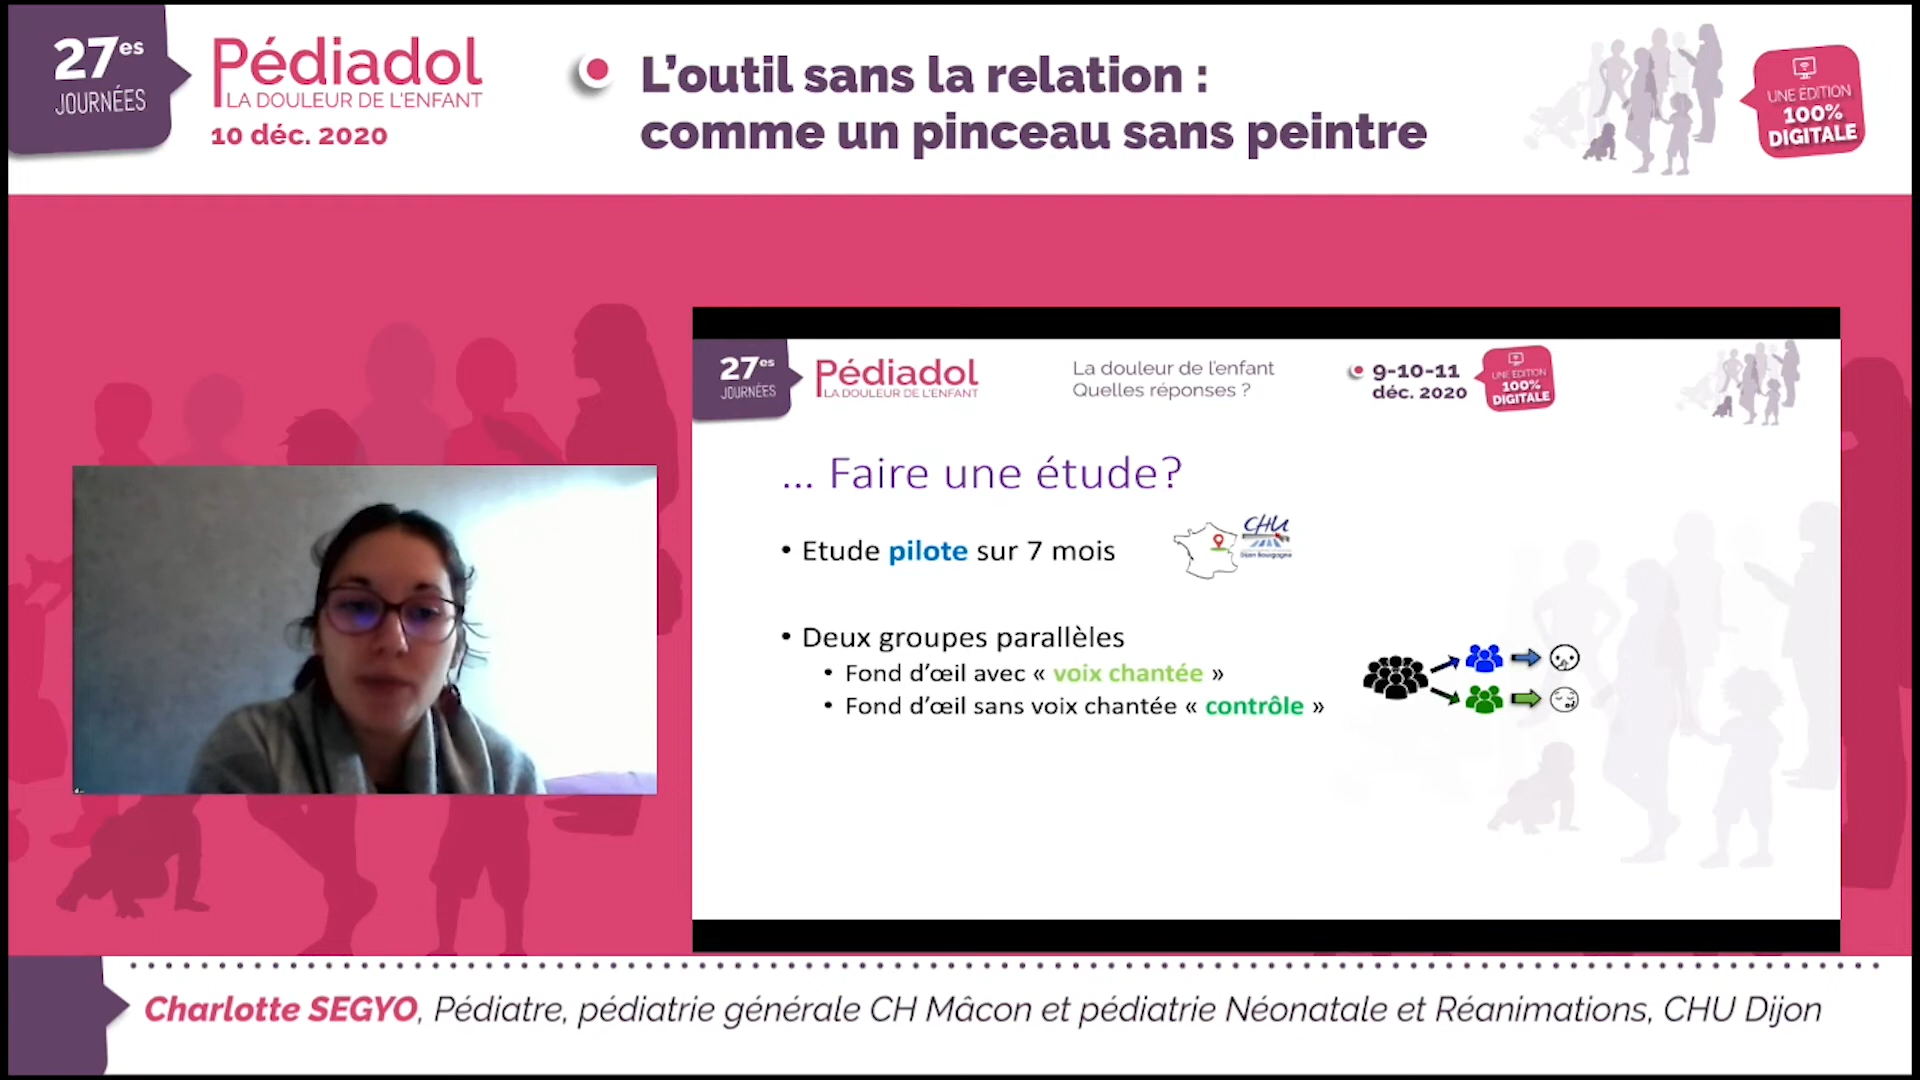 27es
JOURNÉES
Pédiadol
LA DOULEUR DE L'ENFANT
10 déc. 2020
L'outil sans la relation :
comme un pinceau sans peintre
UNE ÉDITION
100%
DIGITALE
27es
JOURNÉES
Pédiadol
LA DOULEUR DE L'ENFANT
La douleur de l'enfant
Quelles réponses ?
9-10-11
déc. 2020
UNE ÉDITION
100%
DIGITALE
... Faire une étude?
• Etude pilote sur 7 mois
CHU
Dijon Bourgogne
• Deux groupes parallèles
• Fond d'œil avec « voix chantée »
• Fond d'œil sans voix chantée « contrôle »
Charlotte SEGYO, Pédiatre, pédiatrie générale CH Mâcon et pédiatrie Néonatale et Réanimations, CHU Dijon